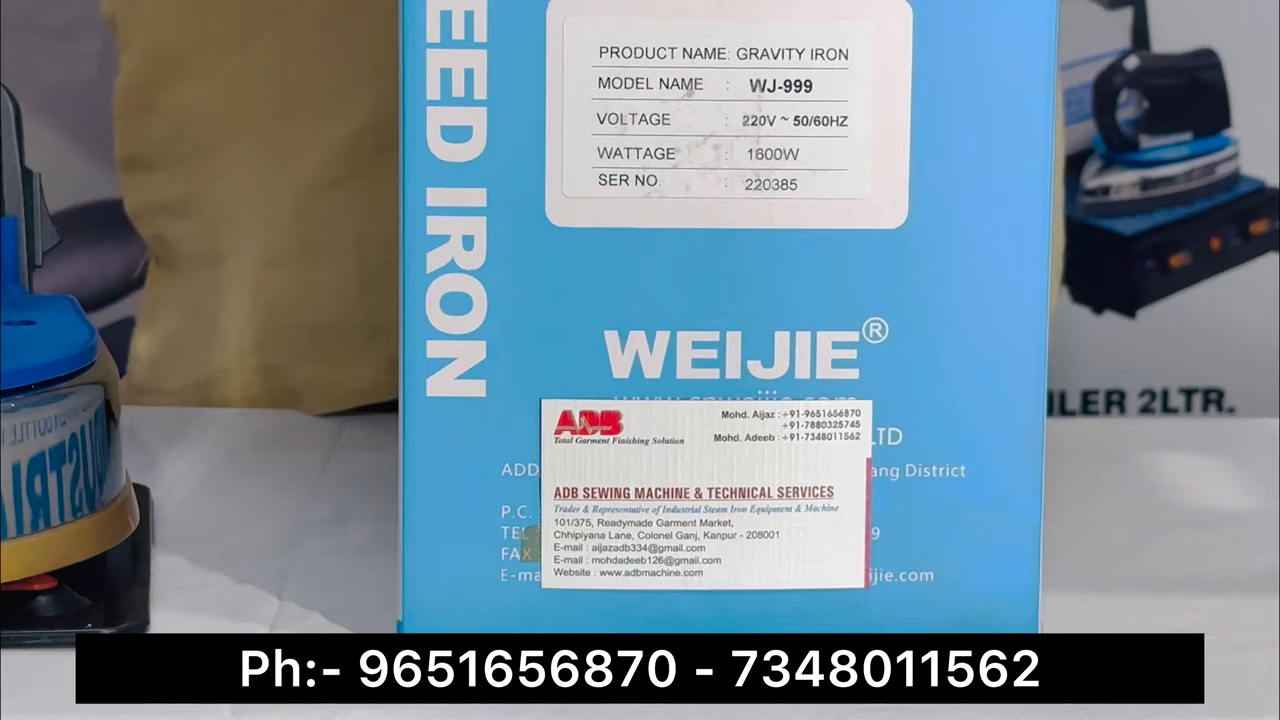 EED IRON
PRODUCT NAME: GRAVITY IRON
MODEL NAME : WJ-999
VOLTAGE : 220V ~ 50/60HZ
WATTAGE : 1600W
SER NO. : 220385
WEIJIE®
ADB
Total Garment Finishing Solution
Mohd. Aijaz : +91-9651656870
+91-7880325745
Mohd. Adeeb : +91-7348011562
ADB SEWING MACHINE & TECHNICAL SERVICES
Trader & Representative of Industrial Steam Iron Equipment & Machine
101/375, Readymade Garment Market,
Chhipiyana Lane, Colonel Ganj, Kanpur - 208001
E-mail : aijazadb334@gmail.com
E-mail : mohdadeeb126@gmail.com
Website : www.adbmachine.com
LTD
ADD
ang District
P.C.
TEL
9
FAX
E-ma
ijie.com
ILER 2LTR.
Ph:- 9651656870 - 7348011562